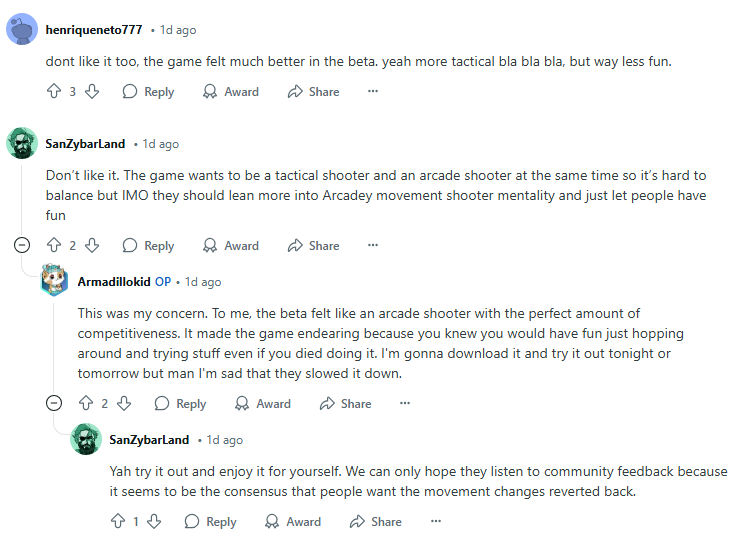 henriqueneto777 • 1d ago
dont like it too, the game felt much better in the beta. yeah more tactical bla bla bla, but way less fun.
3 Reply Award Share ...
SanZybarLand • 1d ago
Don’t like it. The game wants to be a tactical shooter and an arcade shooter at the same time so it’s hard to
balance but IMO they should lean more into Arcadey movement shooter mentality and just let people have
fun
2 Reply Award Share ...
Armadillokid OP • 1d ago
This was my concern. To me, the beta felt like an arcade shooter with the perfect amount of
competitiveness. It made the game endearing because you knew you would have fun just hopping
around and trying stuff even if you died doing it. I'm gonna download it and try it out tonight or
tomorrow but man I'm sad that they slowed it down.
2 Reply Award Share ...
SanZybarLand • 1d ago
Yah try it out and enjoy it for yourself. We can only hope they listen to community feedback because
it seems to be the consensus that people want the movement changes reverted back.
1 Reply Award Share ...